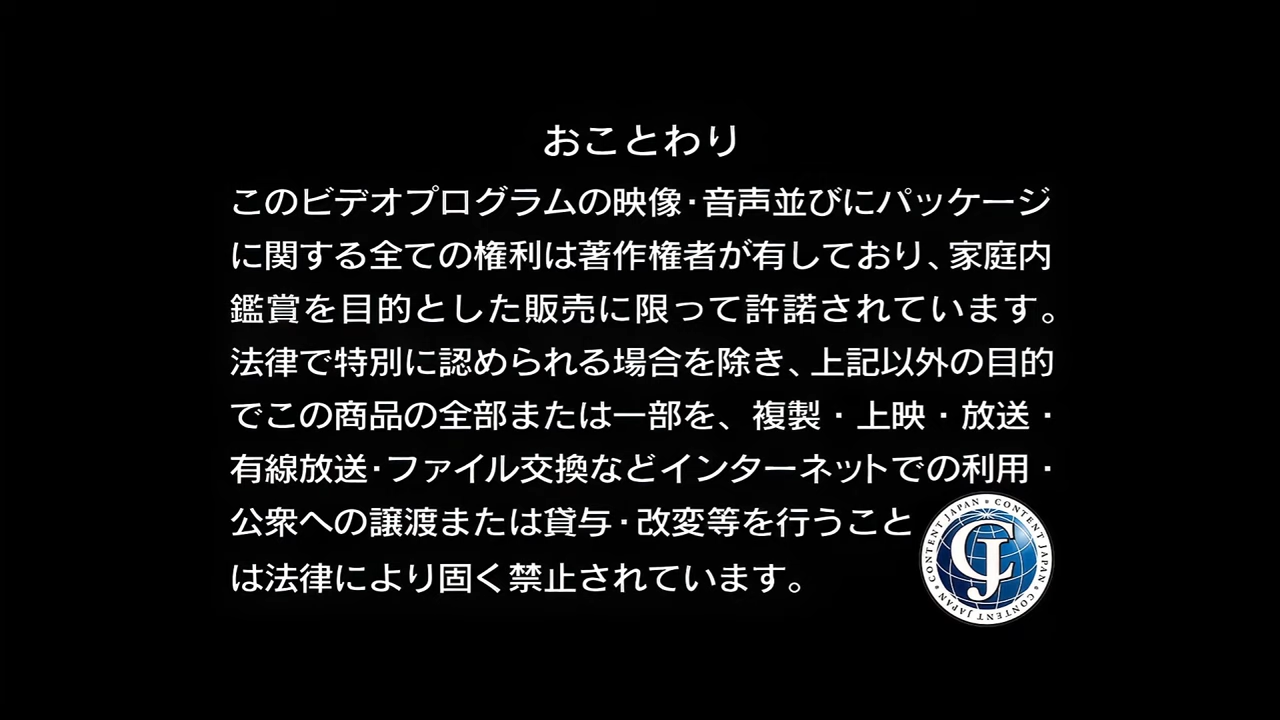 おことわり
このビデオプログラムの映像・音声並びにパッケージ
に関する全ての権利は著作権者が有しており、家庭内
鑑賞を目的とした販売に限って許諾されています。
法律で特別に認められる場合を除き、上記以外の目的
でこの商品の全部または一部を、複製・上映・放送・
有線放送・ファイル交換などインターネットでの利用・
公衆への譲渡または貸与・改変等を行うこと
は法律により固く禁止されています。
CONTENT JAPAN * CONTENT JAPAN * CONTENT JAPAN *
CJ